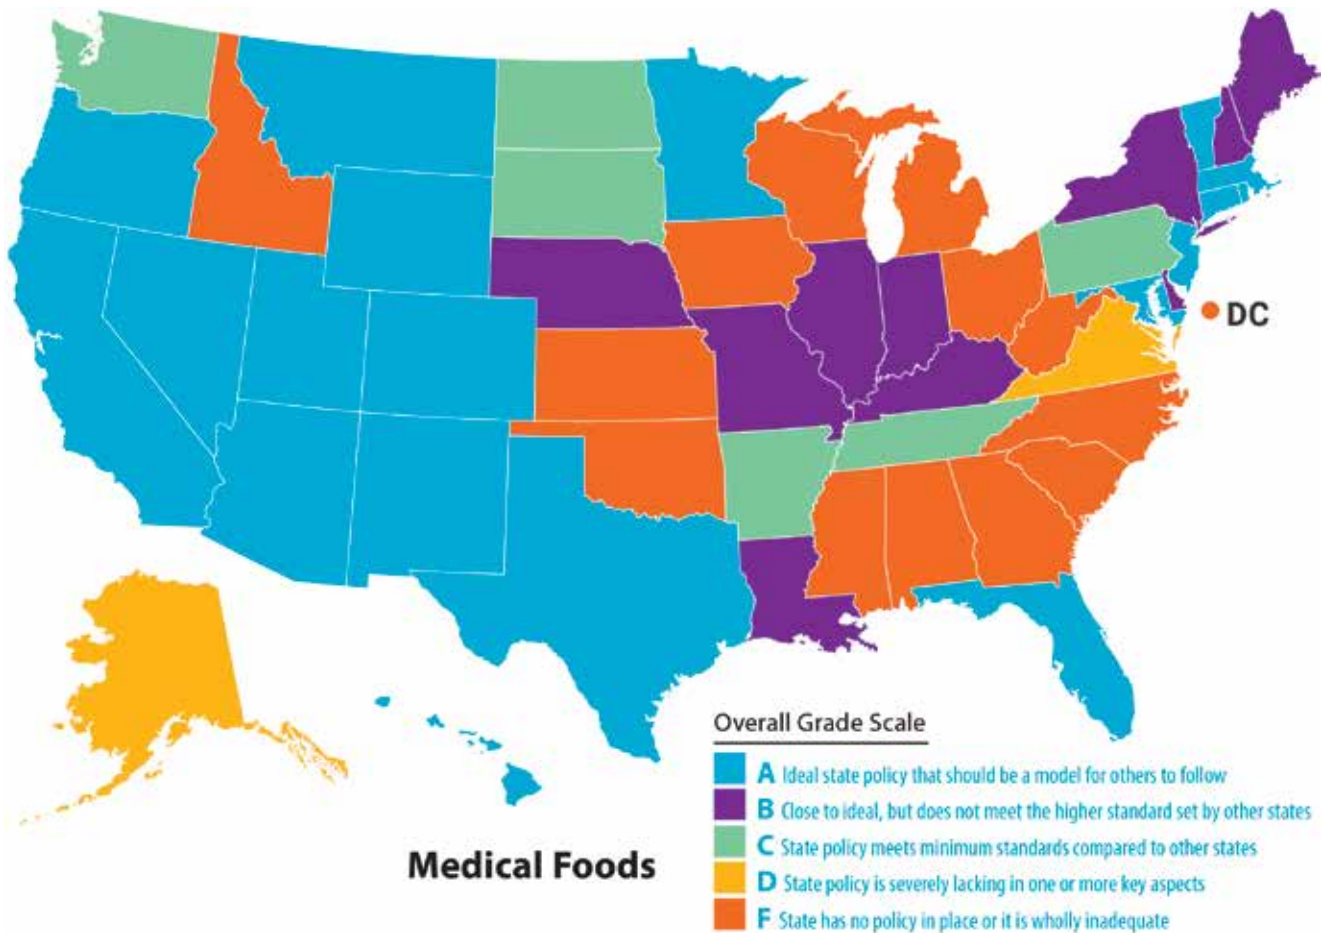 DC
Overall Grade Scale
A Ideal state policy that should be a model for others to follow
B Close to ideal, but does not meet the higher standard set by other states
C State policy meets minimum standards compared to other states
Medical Foods
D State policy is severely lacking in one or more key aspects
F State has no policy in place or it is wholly inadequate